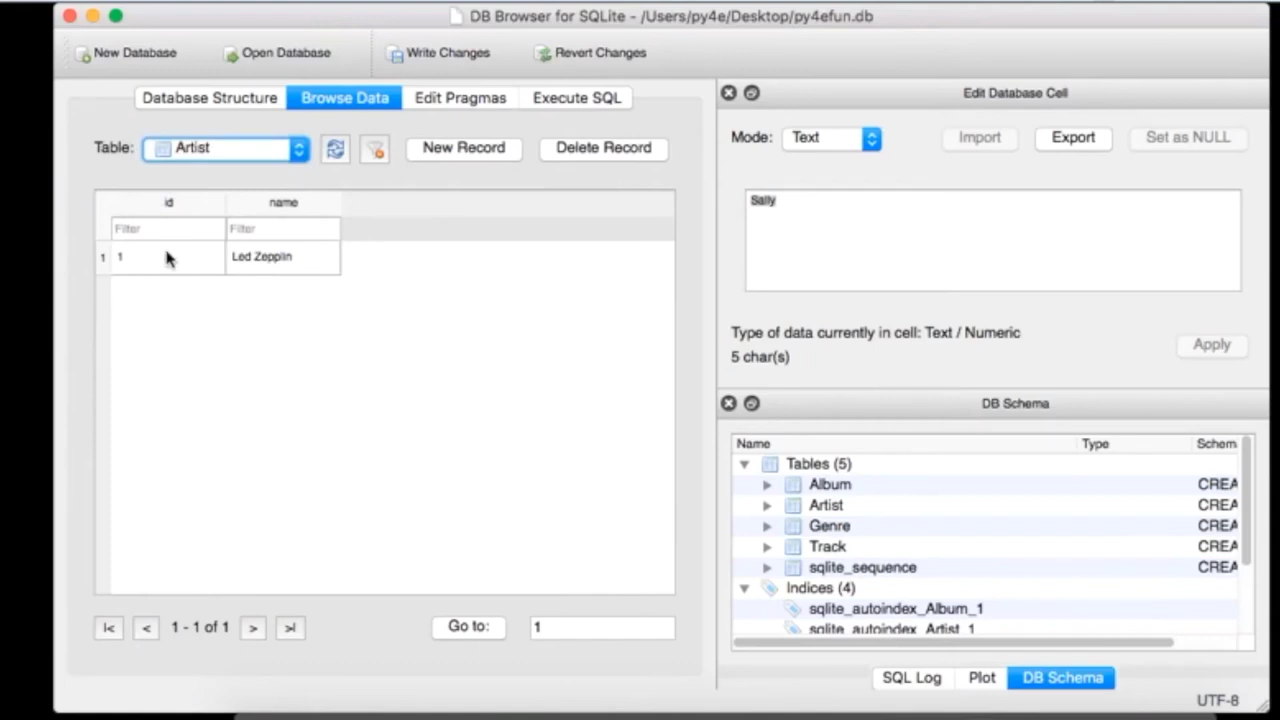 DB Browser for SQLite - /Users/py4e/Desktop/py4efun.db
New Database Open Database Write Changes Revert Changes
Database Structure Browse Data Edit Pragmas Execute SQL
Table: Artist New Record Delete Record
id name
Filter Filter
1 1 Led Zepplin
1 - 1 of 1 Go to: 1
Edit Database Cell
Mode: Text Import Export Set as NULL
Sally
Type of data currently in cell: Text / Numeric
5 char(s)
Apply
DB Schema
Name Type Schem
Tables (5)
Album CREA
Artist CREA
Genre CREA
Track CREA
sqlite_sequence CREA
Indices (4)
sqlite_autoindex_Album_1
sqlite_autoindex_Artist_1
SQL Log Plot DB Schema
UTF-8